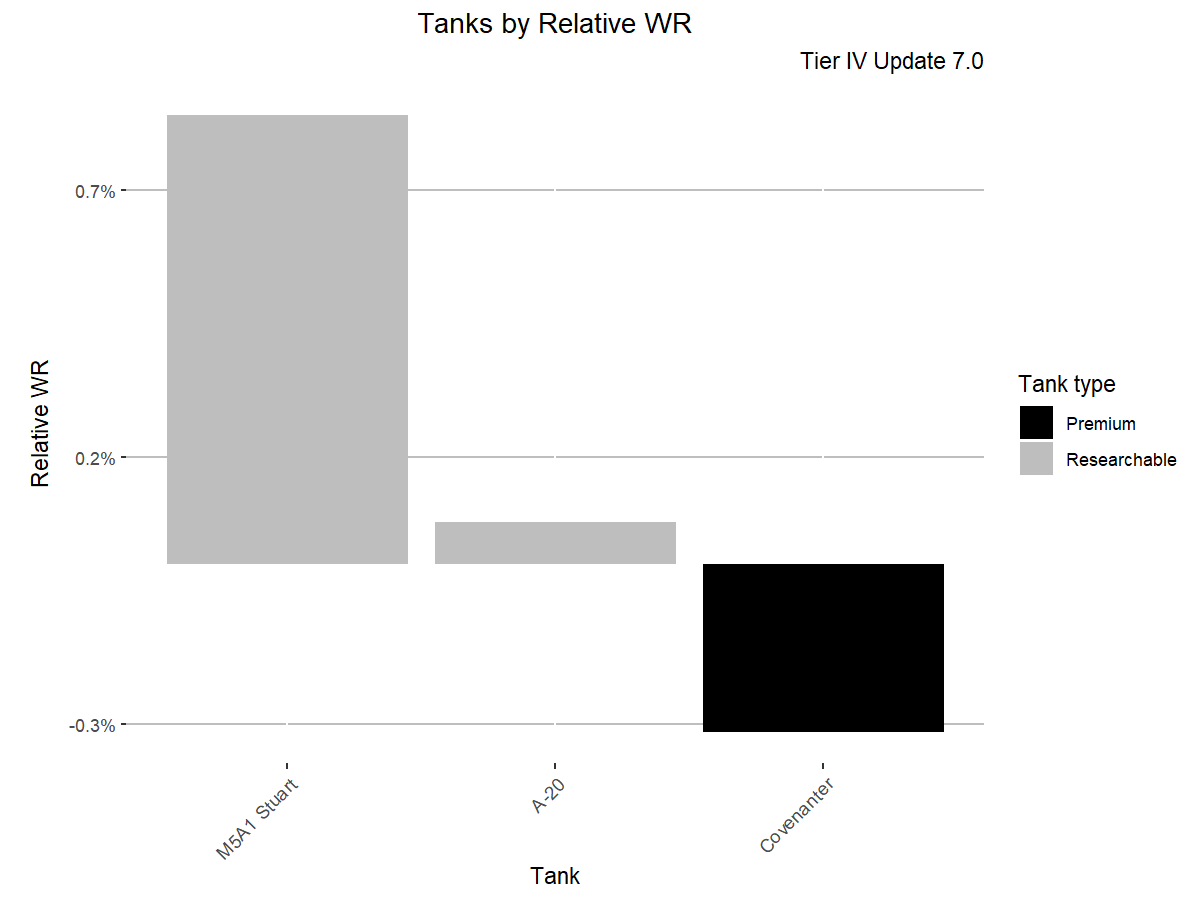 Tanks by Relative WR
Tier IV Update 7.0
0.7%
0.2%
-0.3%
Relative WR
M5A1 Stuart
A-20
Covenanter
Tank
Tank type
Premium
Researchable